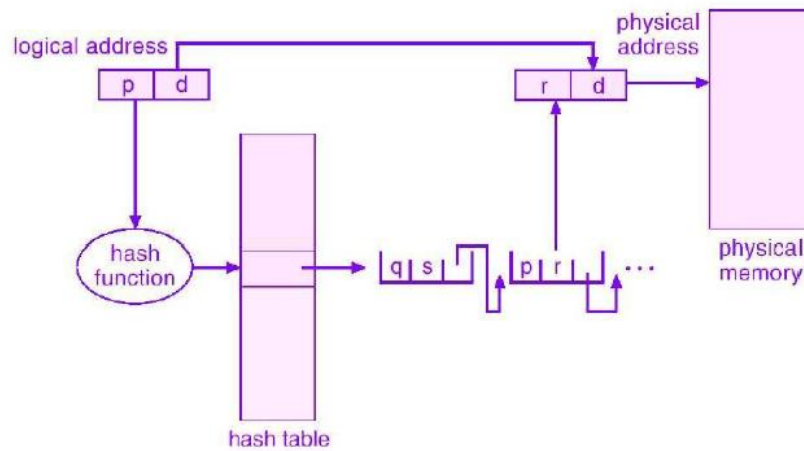 logical address
physical
address
p d
r d
hash
function
q s
p r
...
physical
memory
hash table